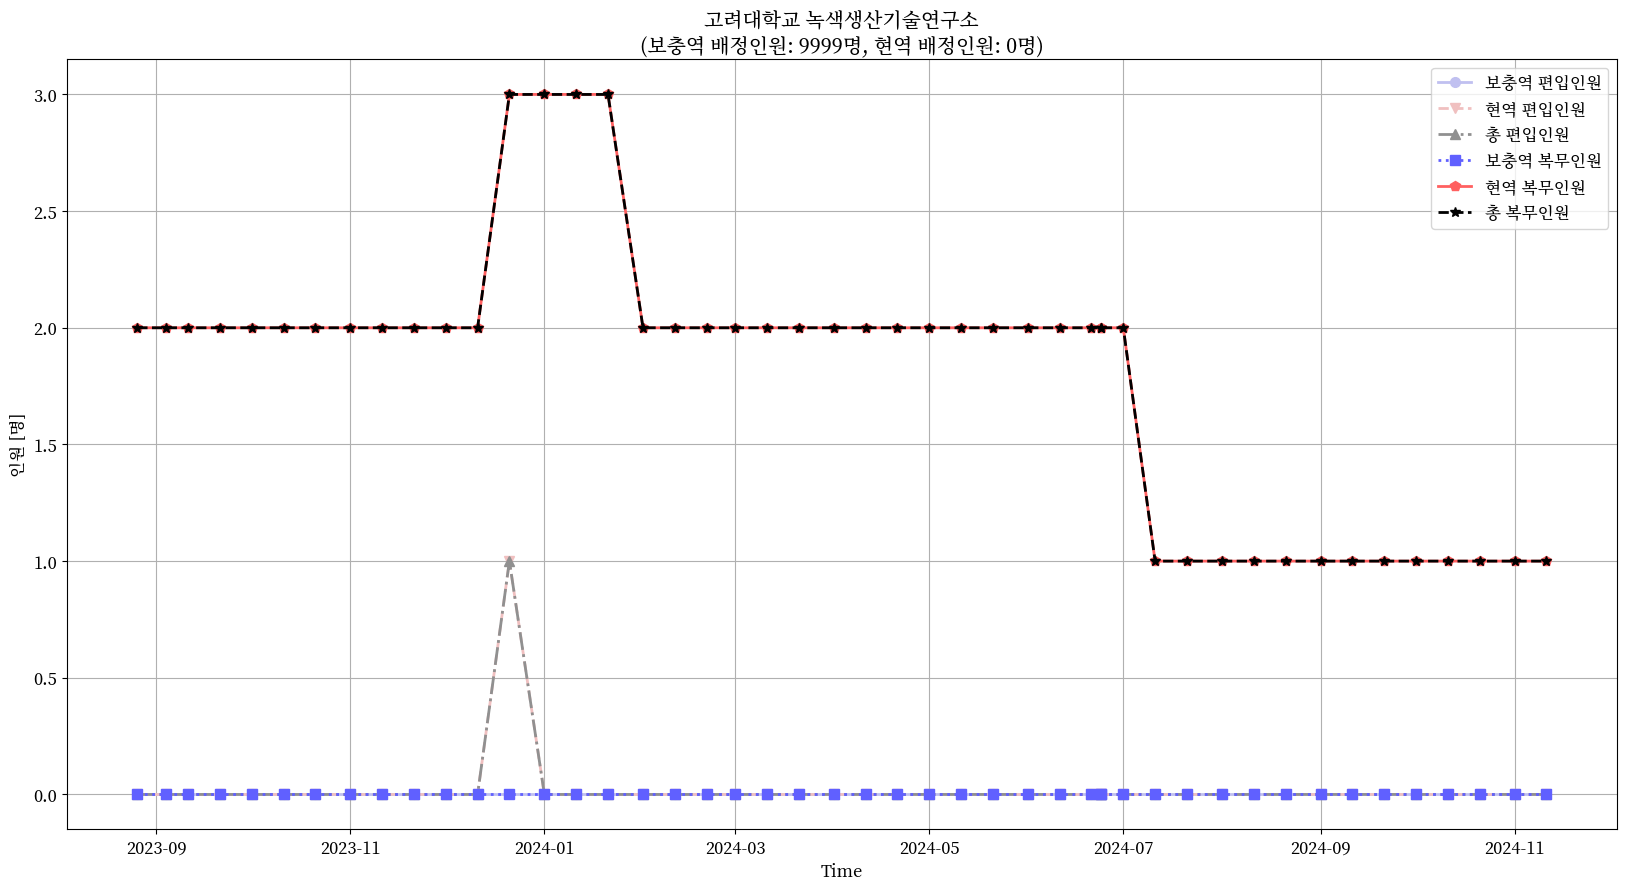 고려대학교 녹색생산기술연구소
(보충역 배정인원: 9999명, 현역 배정인원: 0명)
보충역 편입인원
현역 편입인원
총 편입인원
보충역 복무인원
현역 복무인원
총 복무인원
인원 [명]
3.0
2.5
2.0
1.5
1.0
0.5
0.0
2023-09
2023-11
2024-01
2024-03
2024-05
2024-07
2024-09
2024-11
Time